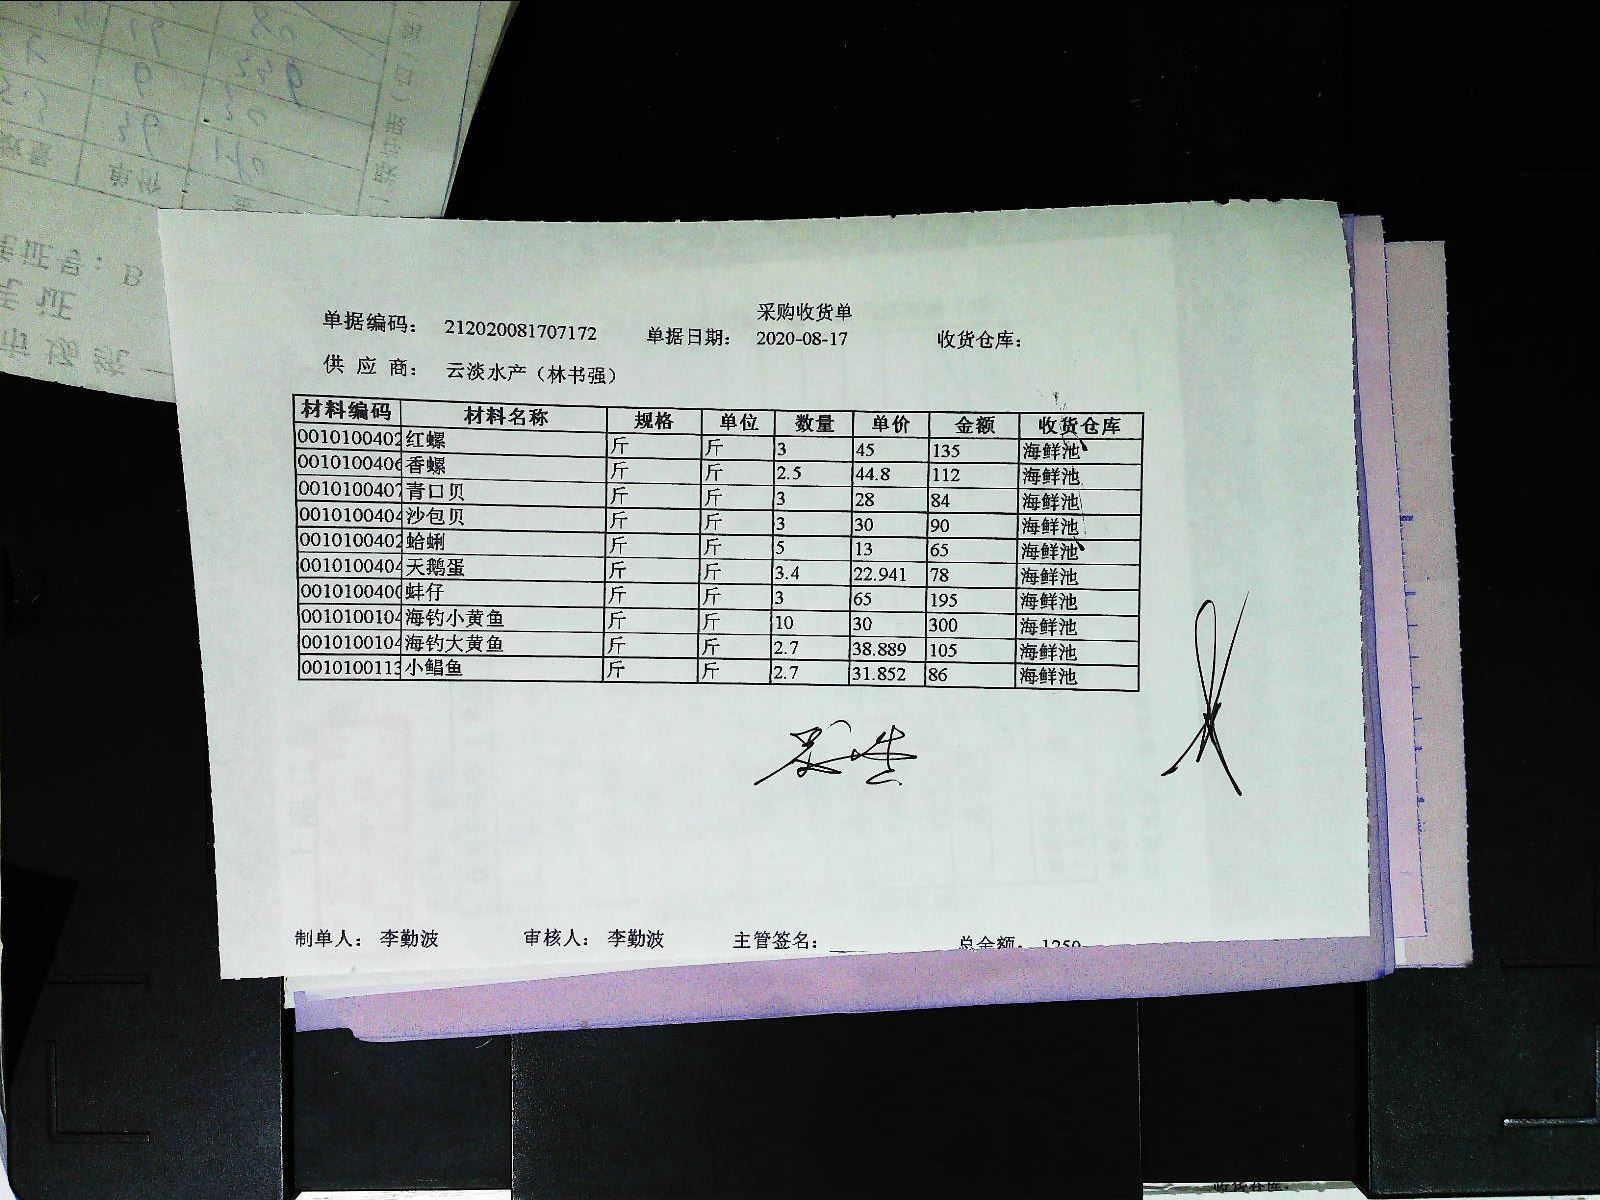 采购收货单
单据编码： 212020081707172 单据日期： 2020-08-17 收货仓库：
供 应 商： 云淡水产（林书强）
材料编码 材料名称 规格 单位 数量 单价 金额 收货仓库
0010100402 红螺 斤 斤 3 45 135 海鲜池
0010100406 香螺 斤 斤 2.5 44.8 112 海鲜池
0010100407 青口贝 斤 斤 3 28 84 海鲜池
0010100404 沙包贝 斤 斤 3 30 90 海鲜池
0010100402 蛤蜊 斤 斤 5 13 65 海鲜池
0010100404 天鹅蛋 斤 斤 3.4 22.941 78 海鲜池
0010100400 蛏仔 斤 斤 3 65 195 海鲜池
0010100104 海钓小黄鱼 斤 斤 10 30 300 海鲜池
0010100104 海钓大黄鱼 斤 斤 2.7 38.889 105 海鲜池
0010100113 小鲳鱼 斤 斤 2.7 31.852 86 海鲜池
制单人： 李勤波 审核人： 李勤波 主管签名： 总金额： 1250